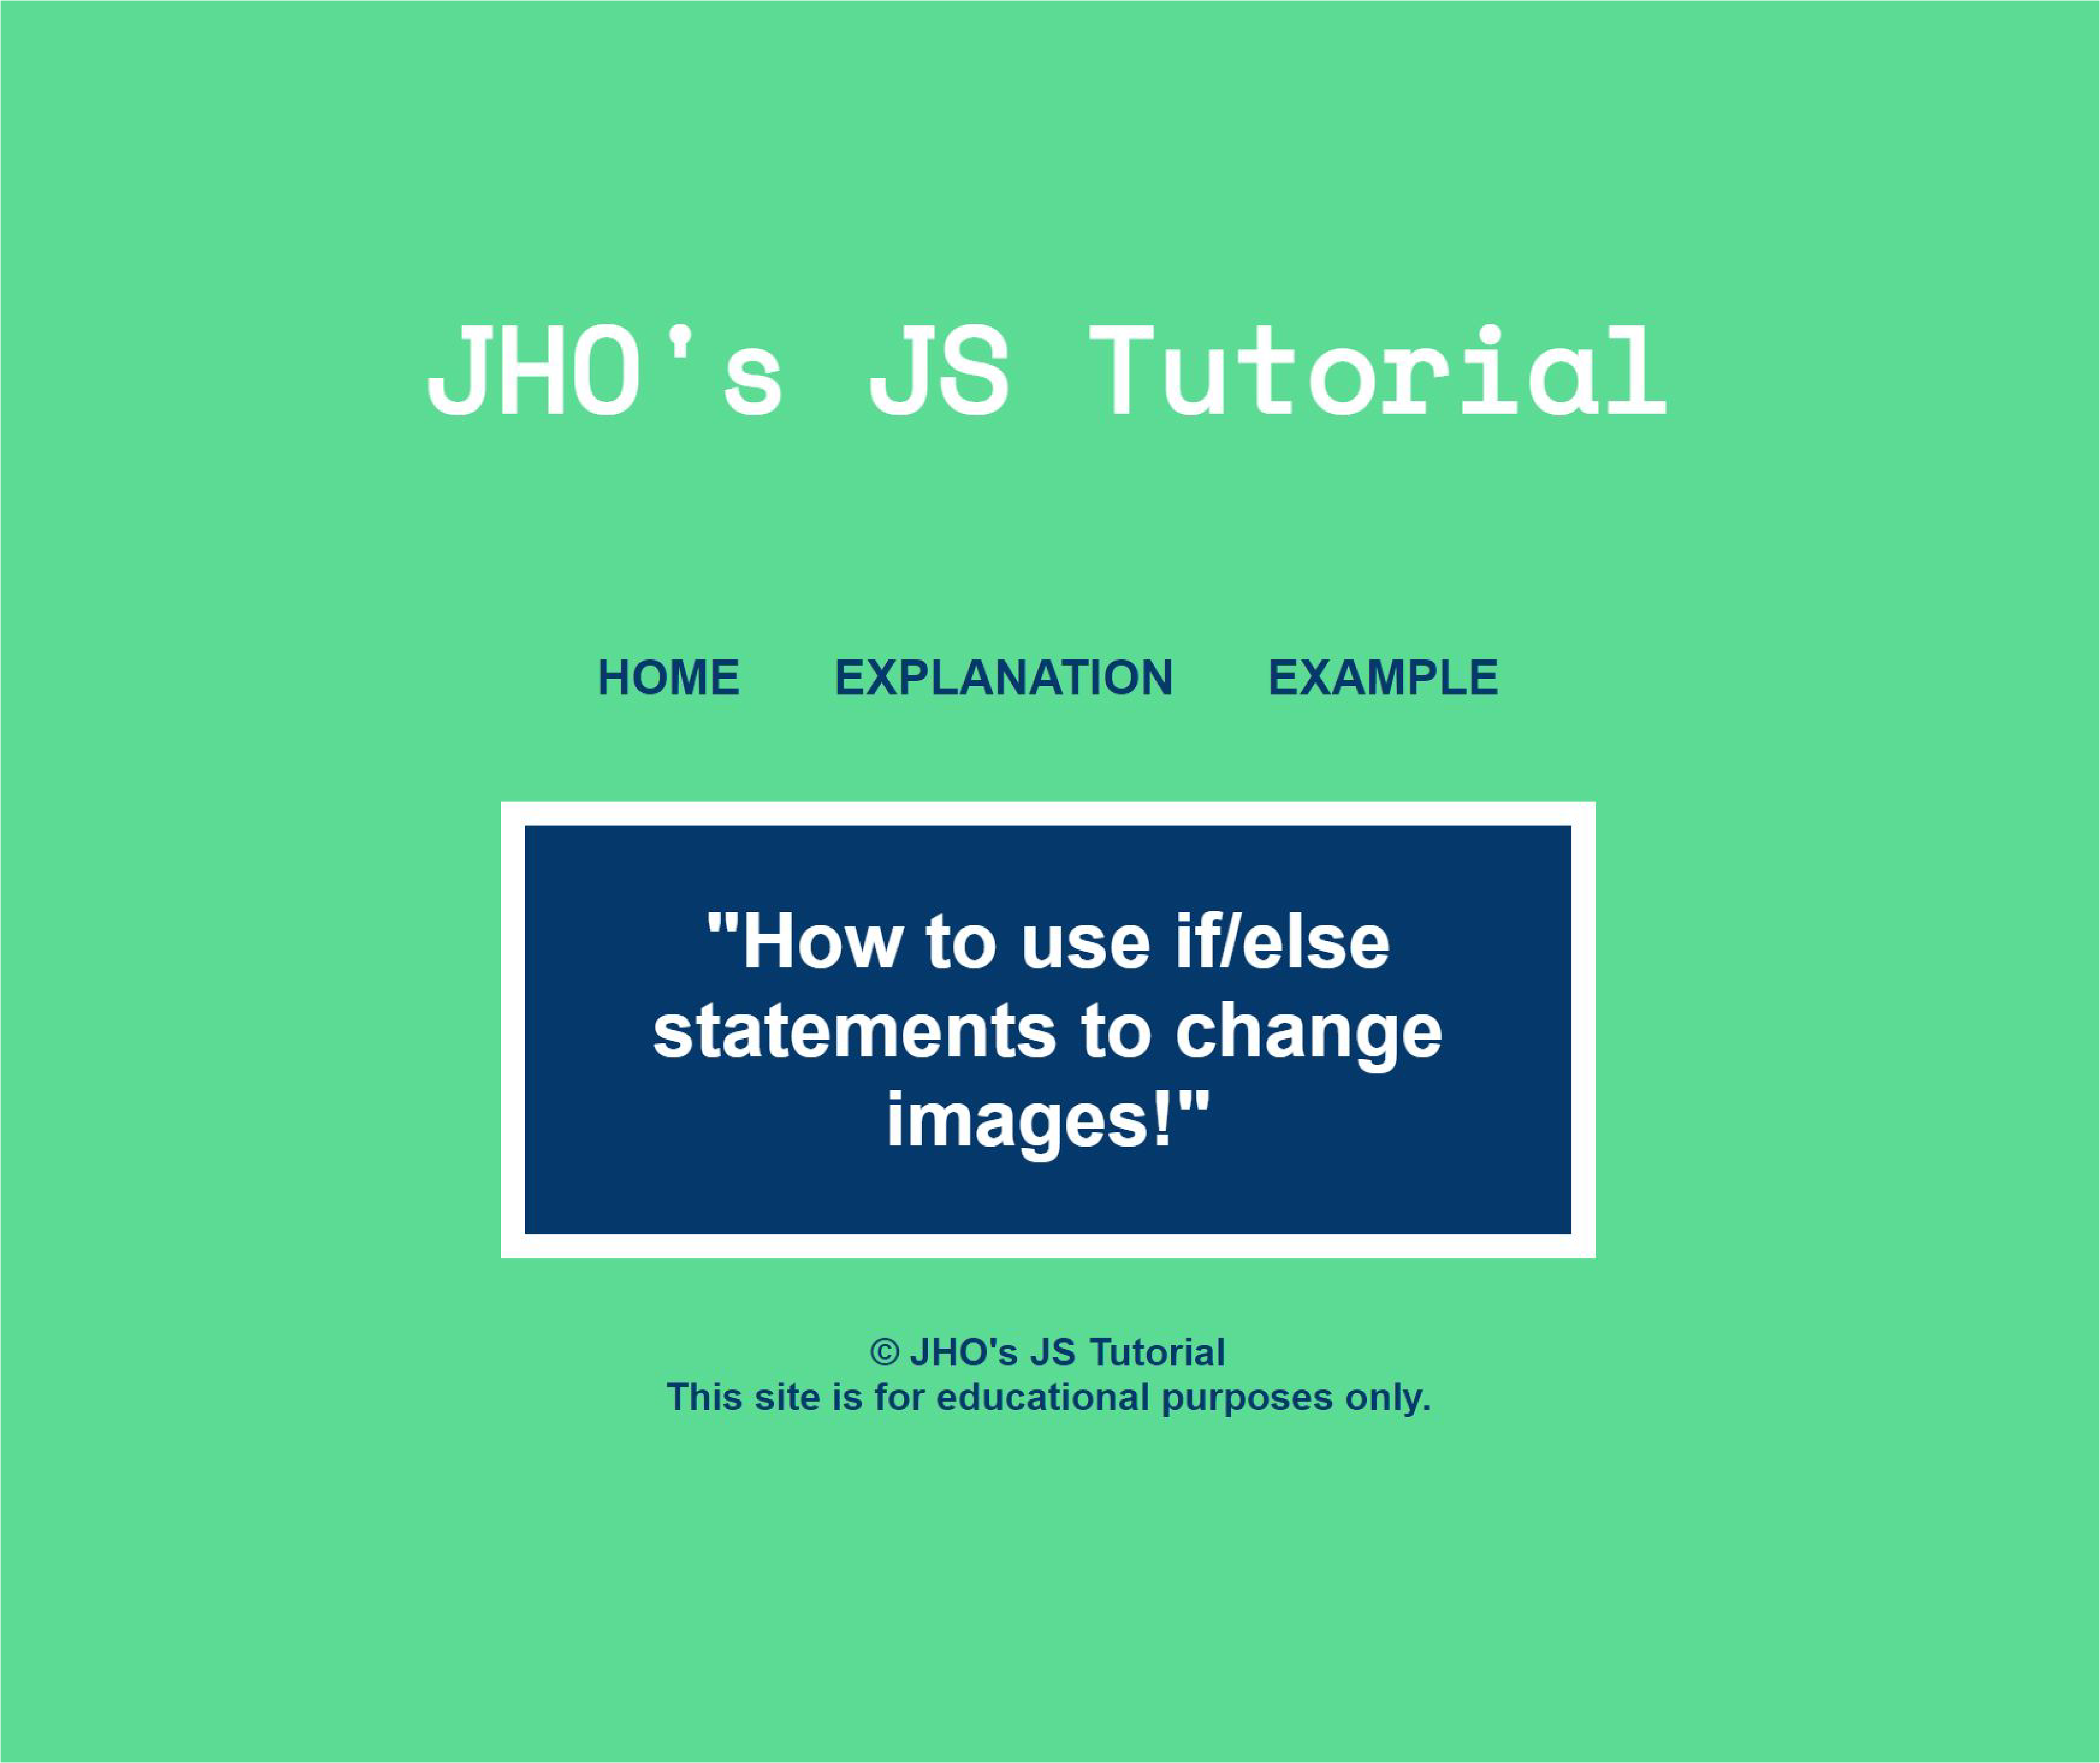 JHO's JS Tutorial
HOME EXPLANATION EXAMPLE
"How to use if/else
statements to change
images!"
© JHO's JS Tutorial
This site is for educational purposes only.